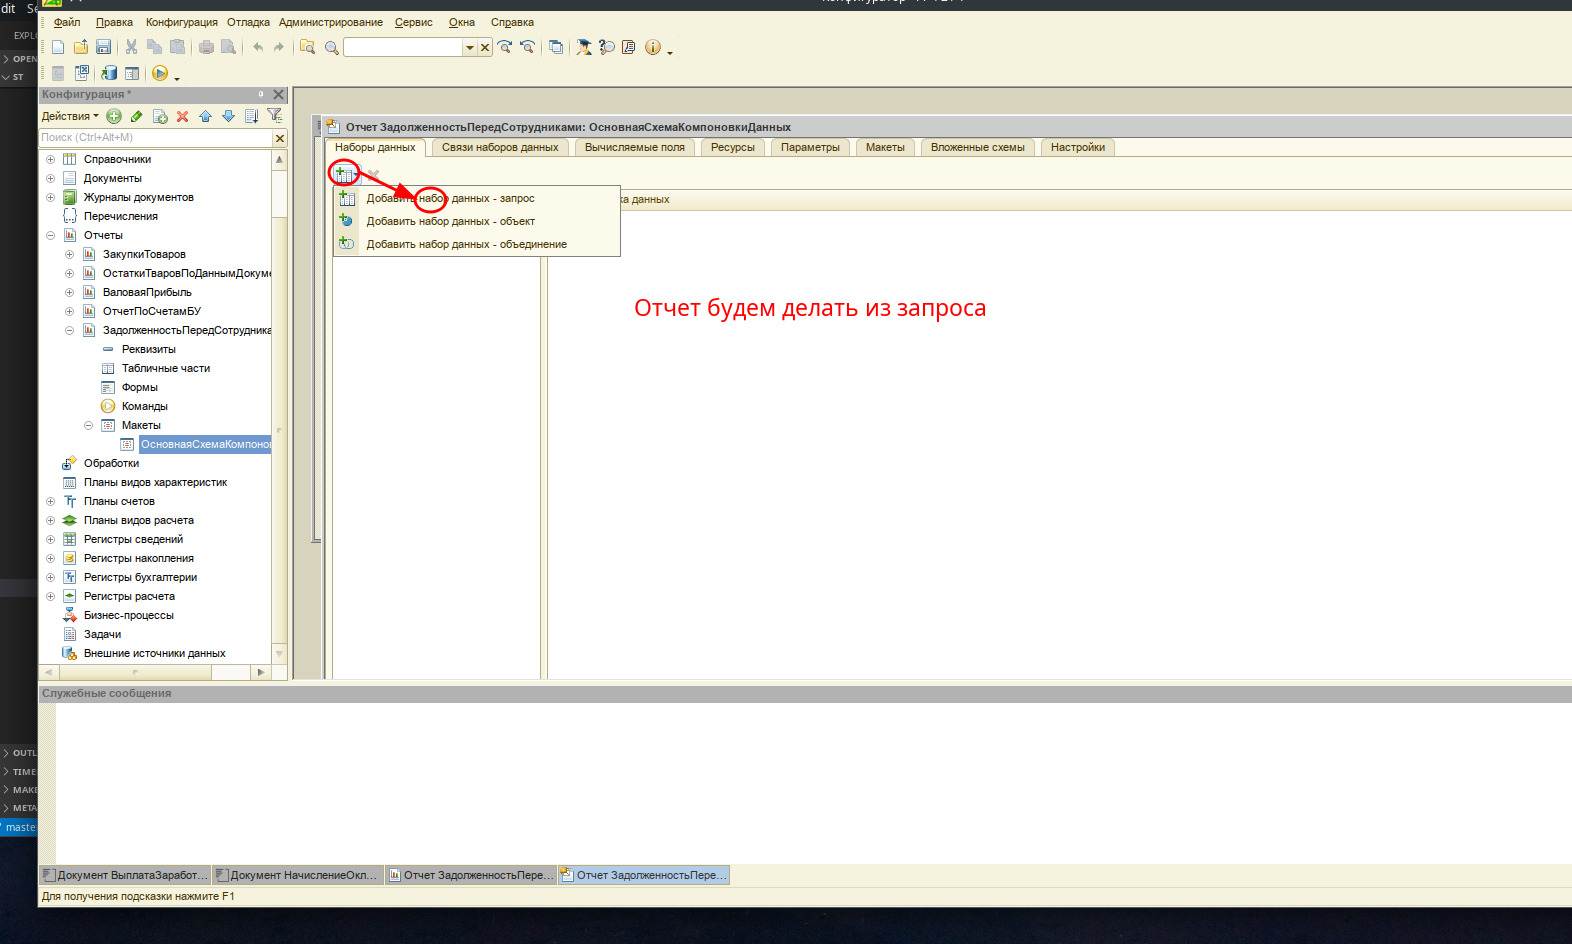 dit Se
Файл Правка Конфигурация Отладка Администрирование Сервис Окна Справка
EXPL
OPEN
ST
Конфигурация *
Действия
Поиск (Ctrl+Alt+M)
Справочники
Документы
Журналы документов
Перечисления
Отчеты
ЗакупкиТоваров
ОстаткиТваровПоДаннымДокуме
ВаловаяПрибыль
ОтчетПоСчетамБУ
ЗадолженностьПередСотрудника
Реквизиты
Табличные части
Формы
Команды
Макеты
ОсновнаяСхемаКомпонов
Обработки
Планы видов характеристик
Планы счетов
Планы видов расчета
Регистры сведений
Регистры накопления
Регистры бухгалтерии
Регистры расчета
Бизнес-процессы
Задачи
Внешние источники данных
Отчет ЗадолженностьПередСотрудниками: ОсновнаяСхемаКомпоновкиДанных
Наборы данных Связи наборов данных Вычисляемые поля Ресурсы Параметры Макеты Вложенные схемы Настройки
Добавить набор данных - запрос
Добавить набор данных - объект
Добавить набор данных - объединение
ка данных
Отчет будем делать из запроса
Служебные сообщения
OUTL
TIME
MAKE
META
maste
Документ ВыплатаЗаработ... Документ НачислениеОкл... Отчет ЗадолженностьПере... Отчет ЗадолженностьПере...
Для получения подсказки нажмите F1